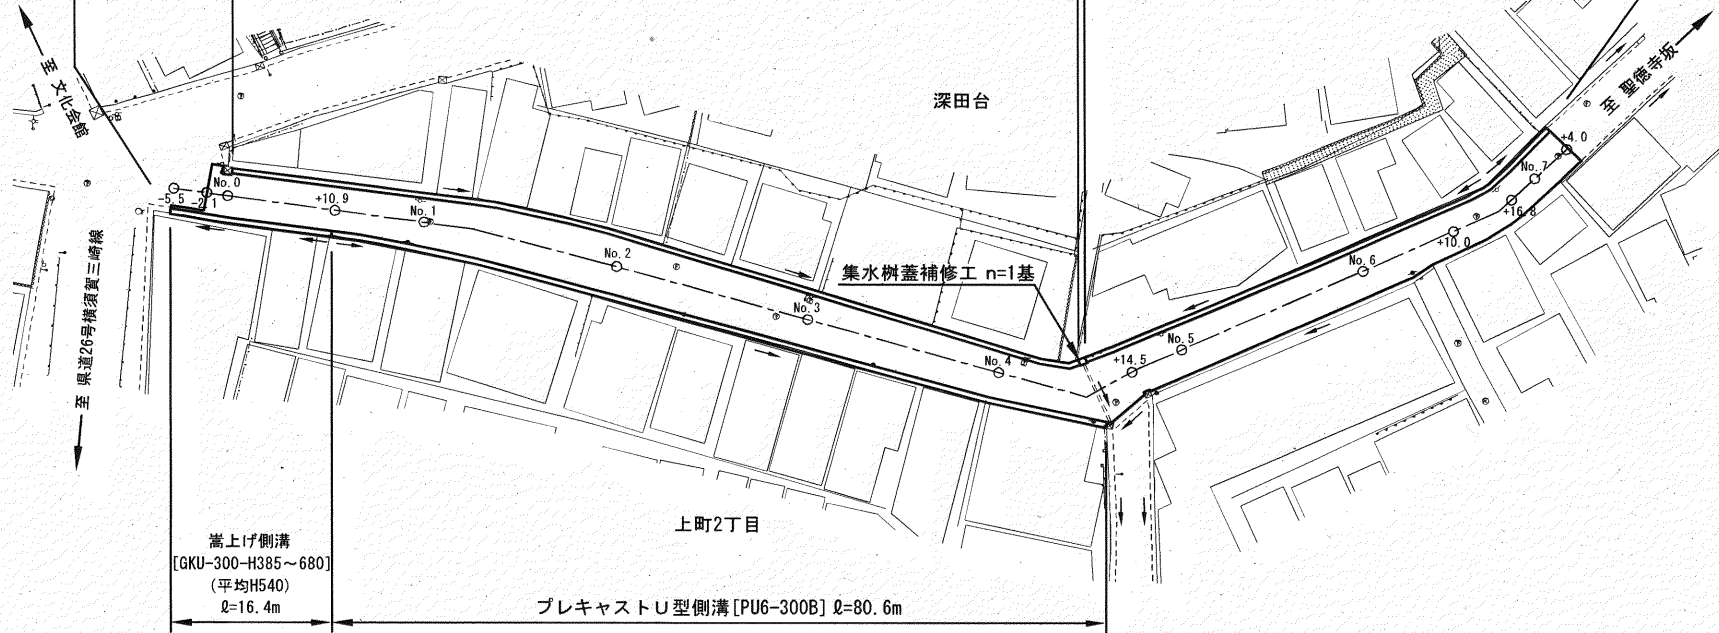 至 文化会館
深田台
至 聖徳寺坂
+4.0
No.7
+16.8
+10.0
No.6
No.5
+14.5
No.4
No.3
No.2
No.1
+10.9
No.0
-2.1
-5.5
集水桝蓋補修工 n=1基
至 県道26号横須賀三崎線
上町2丁目
嵩上げ側溝
[GKU-300-H385～680]
(平均H540)
ℓ=16.4m
プレキャストU型側溝[PU6-300B] ℓ=80.6m